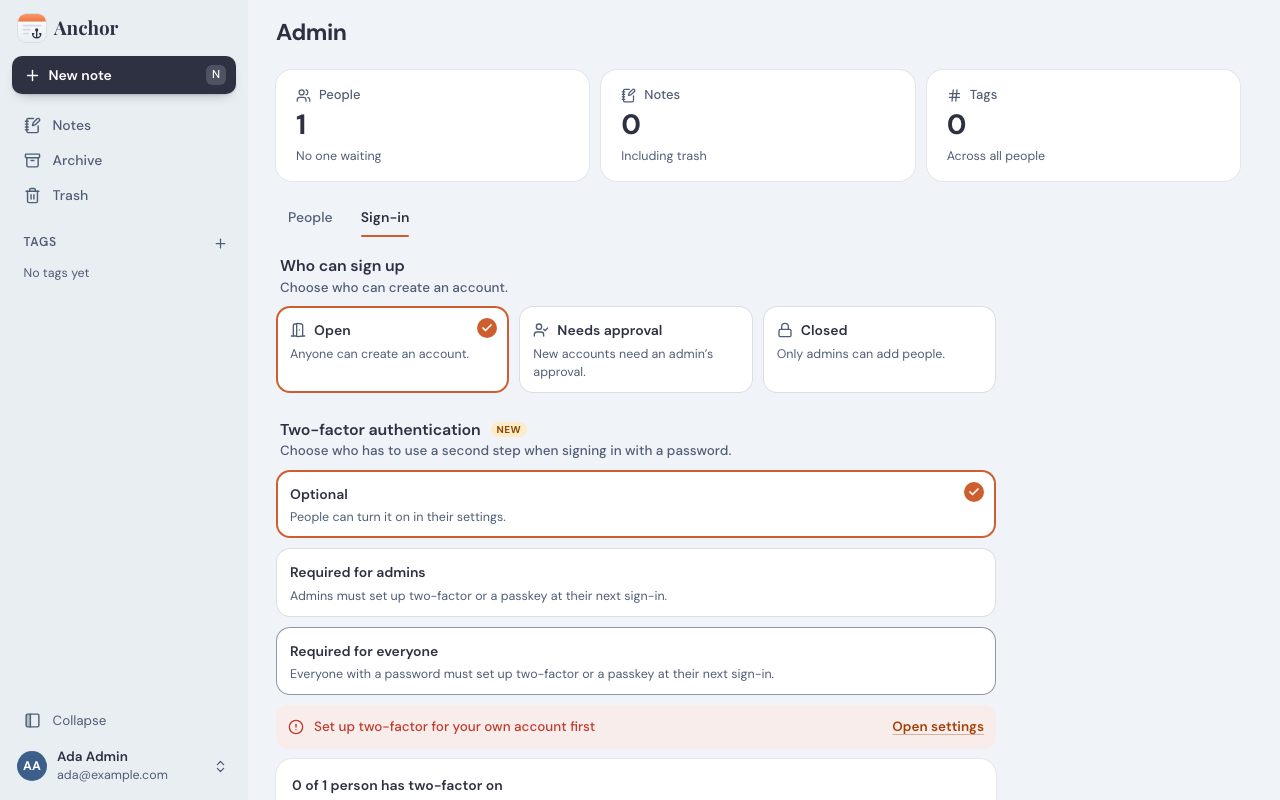 Anchor
New note
N
Notes
Archive
Trash
TAGS
No tags yet
Collapse
AA
Ada Admin
ada@example.com
Admin
People
1
No one waiting
Notes
0
Including trash
Tags
0
Across all people
People
Sign-in
Who can sign up
Choose who can create an account.
Open
Anyone can create an account.
Needs approval
New accounts need an admin’s
approval.
Closed
Only admins can add people.
Two-factor authentication NEW
Choose who has to use a second step when signing in with a password.
Optional
People can turn it on in their settings.
Required for admins
Admins must set up two-factor or a passkey at their next sign-in.
Required for everyone
Everyone with a password must set up two-factor or a passkey at their next sign-in.
Set up two-factor for your own account first
Open settings
0 of 1 person has two-factor on